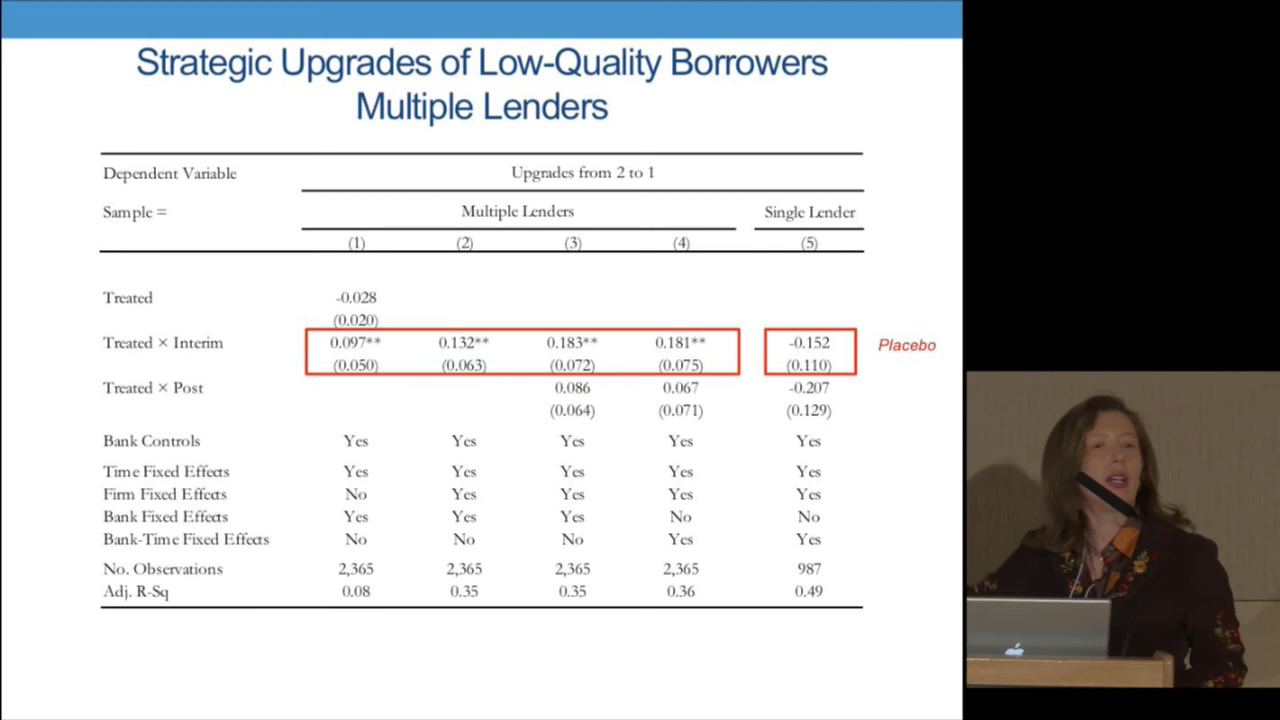 Strategic Upgrades of Low-Quality Borrowers
Multiple Lenders
Dependent Variable Upgrades from 2 to 1
Sample = Multiple Lenders Single Lender
(1) (2) (3) (4) (5)
Treated -0.028
(0.020)
Treated × Interim 0.097** 0.132** 0.183** 0.181** -0.152 Placebo
(0.050) (0.063) (0.072) (0.075) (0.110)
Treated × Post 0.086 0.067 -0.207
(0.064) (0.071) (0.129)
Bank Controls Yes Yes Yes Yes Yes
Time Fixed Effects Yes Yes Yes Yes Yes
Firm Fixed Effects No Yes Yes Yes Yes
Bank Fixed Effects Yes Yes Yes No No
Bank-Time Fixed Effects No No No Yes Yes
No. Observations 2,365 2,365 2,365 2,365 987
Adj. R-Sq 0.08 0.35 0.35 0.36 0.49